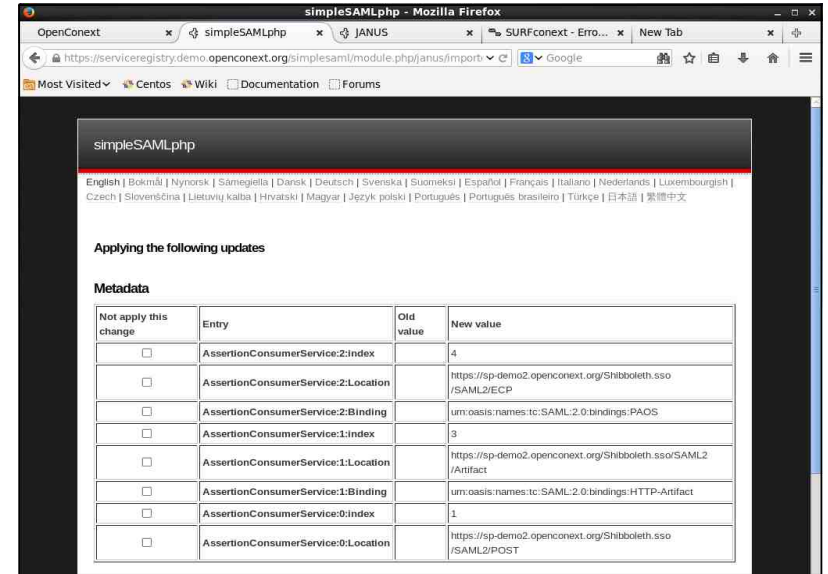 simpleSAMLphp - Mozilla Firefox
OpenConext simpleSAMLphp JANUS SURFconext - Erro... New Tab
https://serviceregistry.demo.openconext.org/simplesaml/module.php/janus/import Google
Most Visited Centos Wiki Documentation Forums
simpleSAMLphp
English | Bokmål | Nynorsk | Sámegiella | Dansk | Deutsch | Svenska | Suomeksi | Español | Français | Italiano | Nederlands | Luxembourgish |
Czech | Slovenščina | Lietuvių kalba | Hrvatski | Magyar | Język polski | Português | Português brasileiro | Türkçe | 日本語 | 繁體中文
Applying the following updates
Metadata
Not apply this change Entry Old value New value
AssertionConsumerService:2:index 4
AssertionConsumerService:2:Location https://sp-demo2.openconext.org/Shibboleth.sso
/SAML2/ECP
AssertionConsumerService:2:Binding urn:oasis:names:tc:SAML:2.0:bindings:PAOS
AssertionConsumerService:1:index 3
AssertionConsumerService:1:Location https://sp-demo2.openconext.org/Shibboleth.sso/SAML2
/Artifact
AssertionConsumerService:1:Binding urn:oasis:names:tc:SAML:2.0:bindings:HTTP-Artifact
AssertionConsumerService:0:index 1
AssertionConsumerService:0:Location https://sp-demo2.openconext.org/Shibboleth.sso
/SAML2/POST